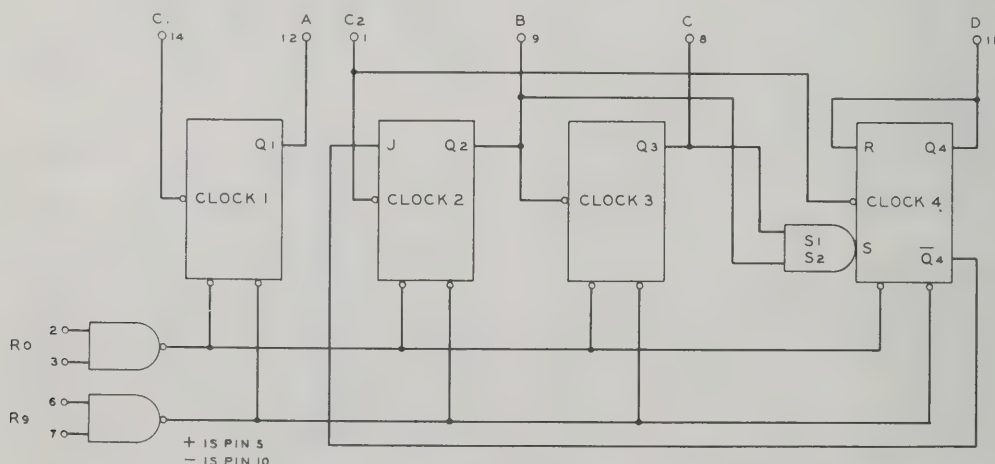 C. A C2 B C D
14 12 1 9 8 11
Q1 J Q2 Q3 R Q4
CLOCK 1 CLOCK 2 CLOCK 3 CLOCK 4.
S1 S
S2 Q̅4
2
R0
3
6
R9
7
+ IS PIN 5
− IS PIN 10